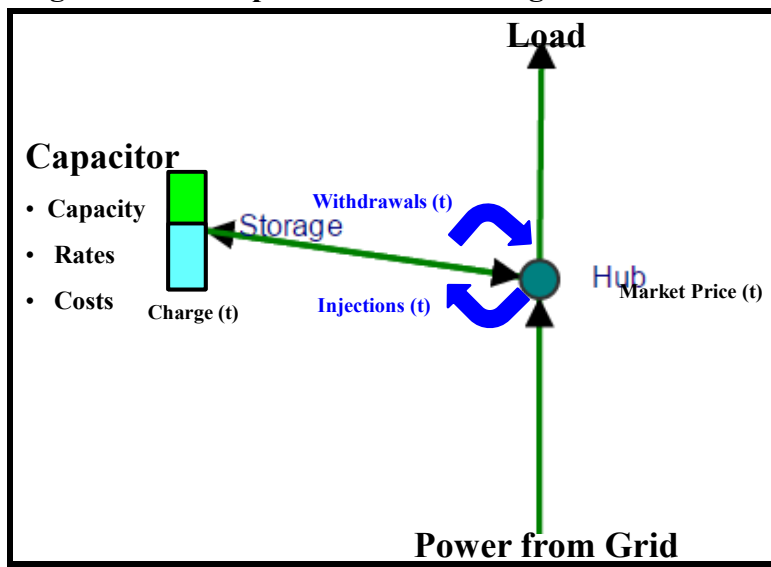 Load
Capacitor
• Capacity
• Rates
• Costs
Withdrawals (t)
Storage
Hub
Market Price (t)
Injections (t)
Charge (t)
Power from Grid